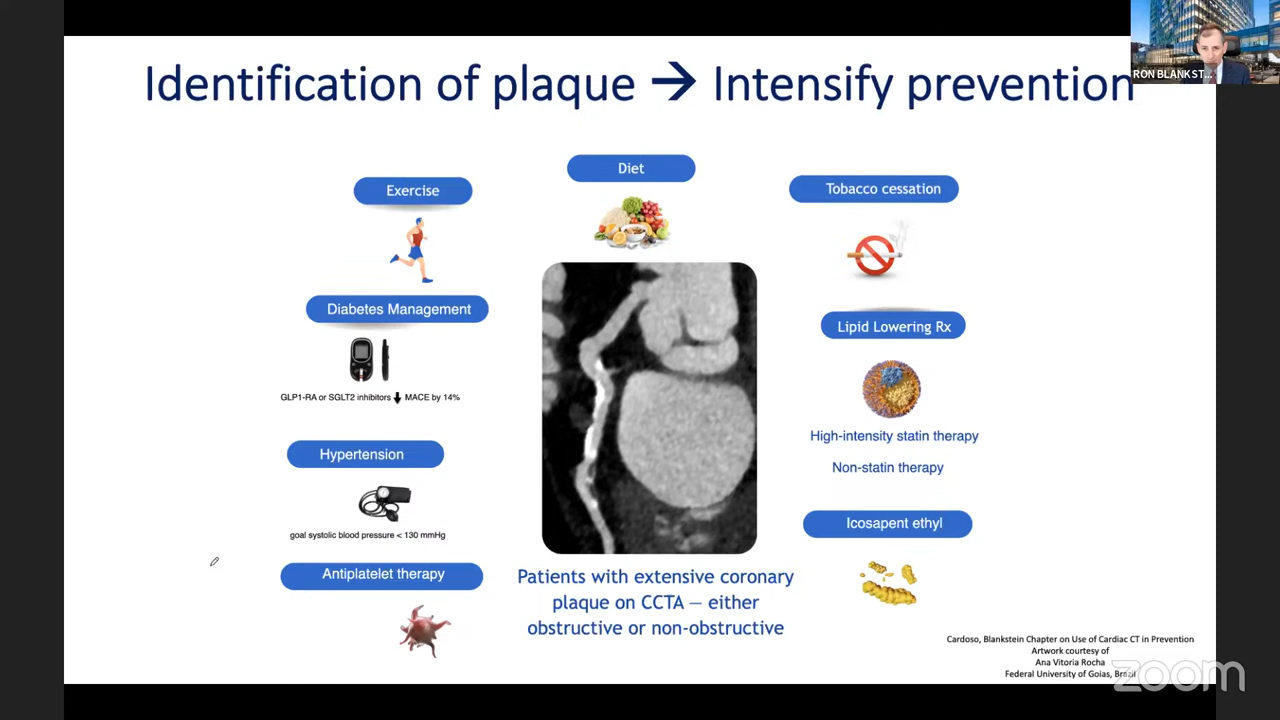 RON BLANKST...
Identification of plaque → Intensify prevention
Diet
Exercise
Tobacco cessation
Diabetes Management
GLP1-RA or SGLT2 inhibitors ↓ MACE by 14%
Lipid Lowering Rx
High-intensity statin therapy
Non-statin therapy
Hypertension
goal systolic blood pressure < 130 mmHg
Icosapent ethyl
Antiplatelet therapy
Patients with extensive coronary
plaque on CCTA – either
obstructive or non-obstructive
Cardoso, Blankstein Chapter on Use of Cardiac CT in Prevention
Artwork courtesy of
Ana Vitoria Rocha
Federal University of Goias, Brazil
zoom